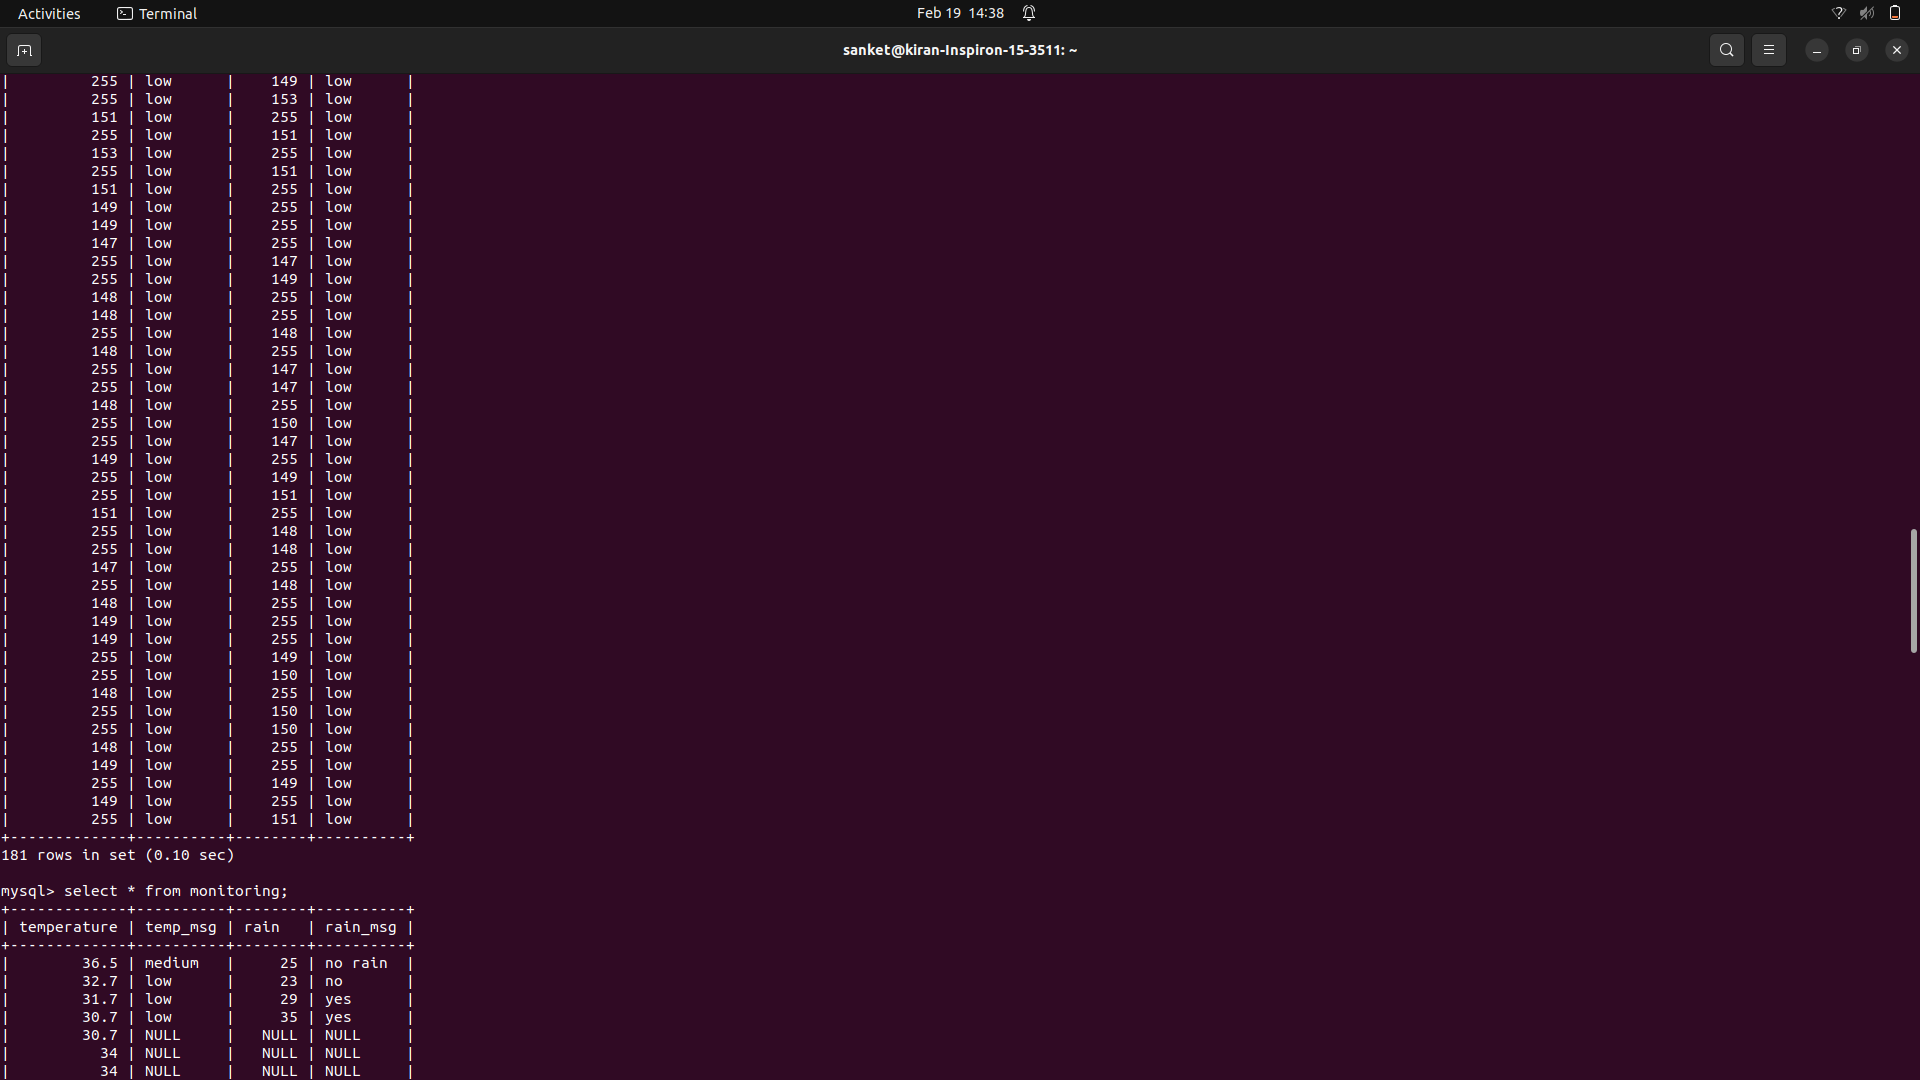 Activities Terminal Feb 19 14:38
sanket@kiran-Inspiron-15-3511: ~
| 255 | low | 149 | low |
| 255 | low | 153 | low |
| 151 | low | 255 | low |
| 255 | low | 151 | low |
| 153 | low | 255 | low |
| 255 | low | 151 | low |
| 151 | low | 255 | low |
| 149 | low | 255 | low |
| 149 | low | 255 | low |
| 147 | low | 255 | low |
| 255 | low | 147 | low |
| 255 | low | 149 | low |
| 148 | low | 255 | low |
| 148 | low | 255 | low |
| 255 | low | 148 | low |
| 148 | low | 255 | low |
| 255 | low | 147 | low |
| 255 | low | 147 | low |
| 148 | low | 255 | low |
| 255 | low | 150 | low |
| 255 | low | 147 | low |
| 149 | low | 255 | low |
| 255 | low | 149 | low |
| 255 | low | 151 | low |
| 151 | low | 255 | low |
| 255 | low | 148 | low |
| 255 | low | 148 | low |
| 147 | low | 255 | low |
| 255 | low | 148 | low |
| 148 | low | 255 | low |
| 149 | low | 255 | low |
| 149 | low | 255 | low |
| 255 | low | 149 | low |
| 255 | low | 150 | low |
| 148 | low | 255 | low |
| 255 | low | 150 | low |
| 255 | low | 150 | low |
| 148 | low | 255 | low |
| 149 | low | 255 | low |
| 255 | low | 149 | low |
| 149 | low | 255 | low |
| 255 | low | 151 | low |
+-------------+----------+--------+----------+
181 rows in set (0.10 sec)
mysql> select * from monitoring;
+-------------+----------+--------+----------+
| temperature | temp_msg | rain | rain_msg |
+-------------+----------+--------+----------+
| 36.5 | medium | 25 | no rain |
| 32.7 | low | 23 | no |
| 31.7 | low | 29 | yes |
| 30.7 | low | 35 | yes |
| 30.7 | NULL | NULL | NULL |
| 34 | NULL | NULL | NULL |
| 34 | NULL | NULL | NULL |